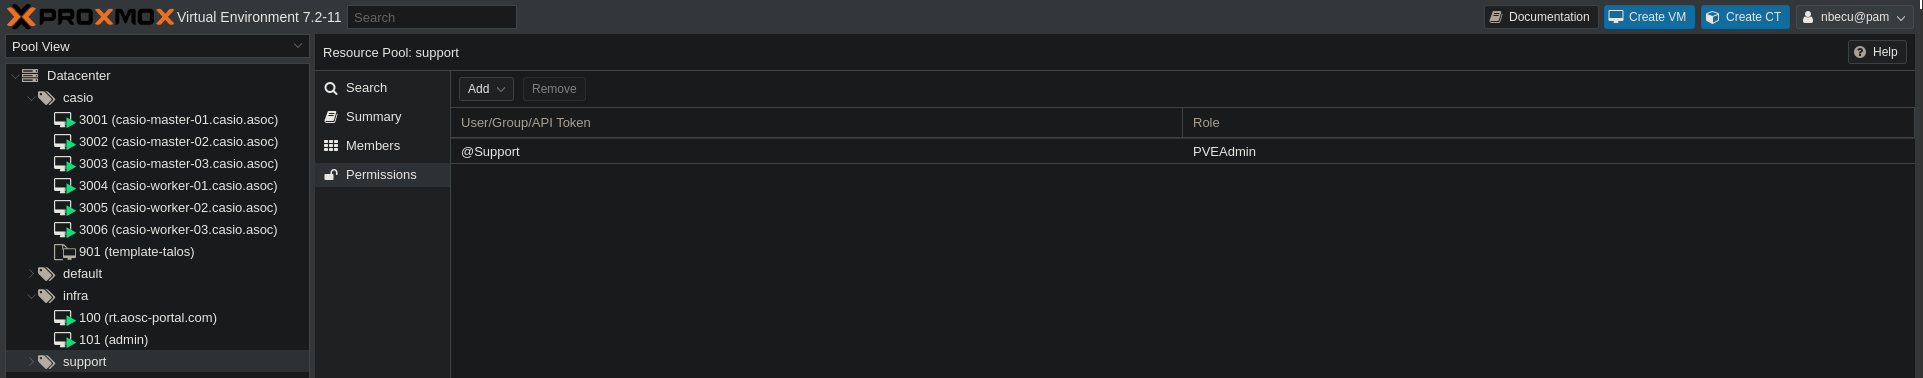 PROXMOX Virtual Environment 7.2-11 Search Documentation Create VM Create CT nbecu@pam
Pool View
Resource Pool: support Help
Datacenter
casio
3001 (casio-master-01.casio.asoc)
3002 (casio-master-02.casio.asoc)
3003 (casio-master-03.casio.asoc)
3004 (casio-worker-01.casio.asoc)
3005 (casio-worker-02.casio.asoc)
3006 (casio-worker-03.casio.asoc)
901 (template-talos)
default
infra
100 (rt.aosc-portal.com)
101 (admin)
support
Search
Summary
Members
Permissions
Add Remove
User/Group/API Token Role
@Support PVEAdmin